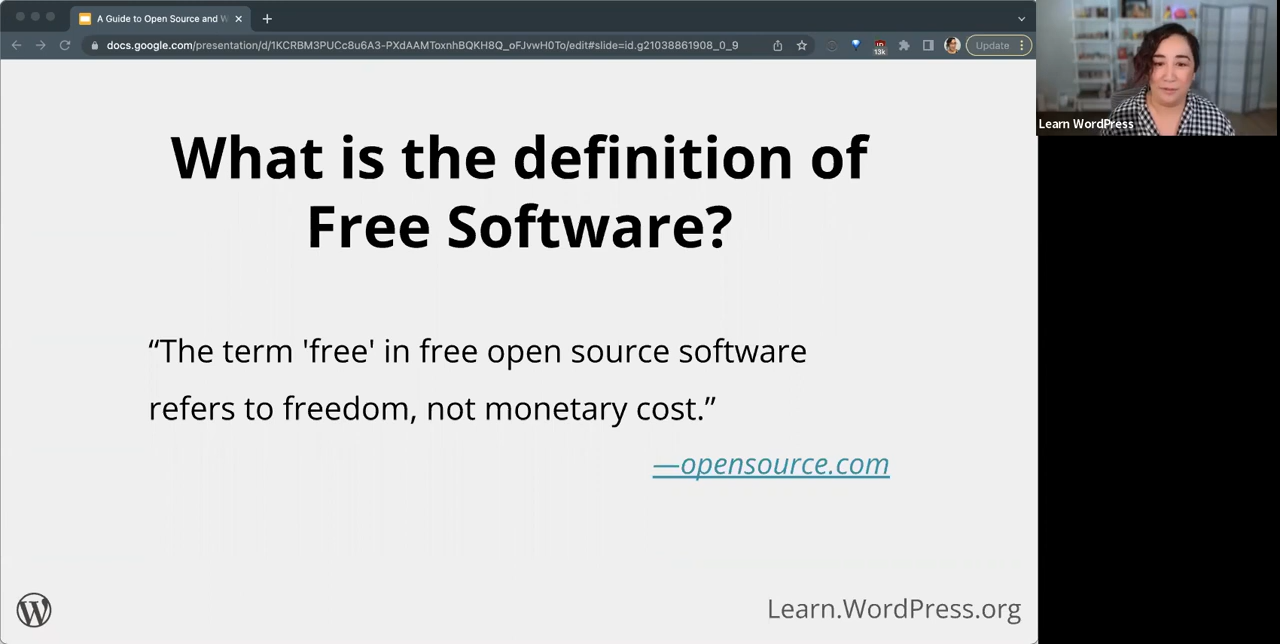 A Guide to Open Source and W
docs.google.com/presentation/d/1KCRBM3PUCc8u6A3-PXdAAMToxnhBQKH8Q_oFJvwH0To/edit#slide=id.g21038861908_0_9
13k
Update
Learn WordPress
What is the definition of
Free Software?
“The term 'free' in free open source software
refers to freedom, not monetary cost.”
—opensource.com
Learn.WordPress.org